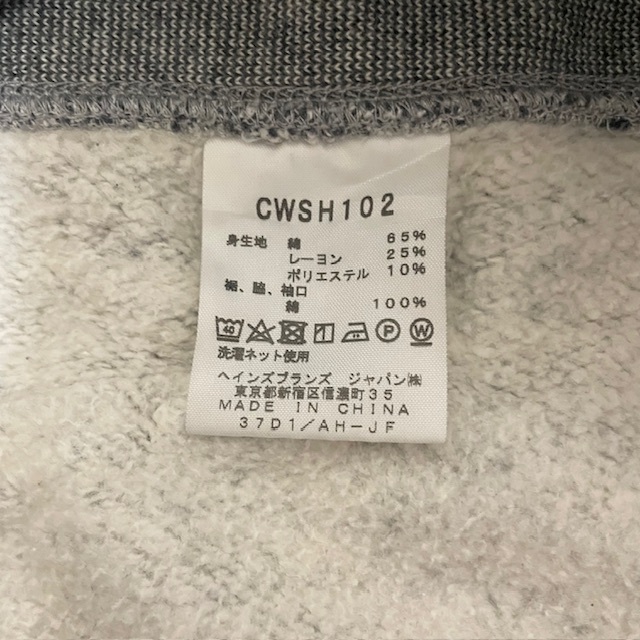 CWSH102
身生地 綿 65%
レーヨン 25%
ポリエステル 10%
裾、脇、袖口
綿 100%
40 P W
洗濯ネット使用
ヘインズブランズ ジャパン㈱
東京都新宿区信濃町35
MADE IN CHINA
37D1/AH-JF